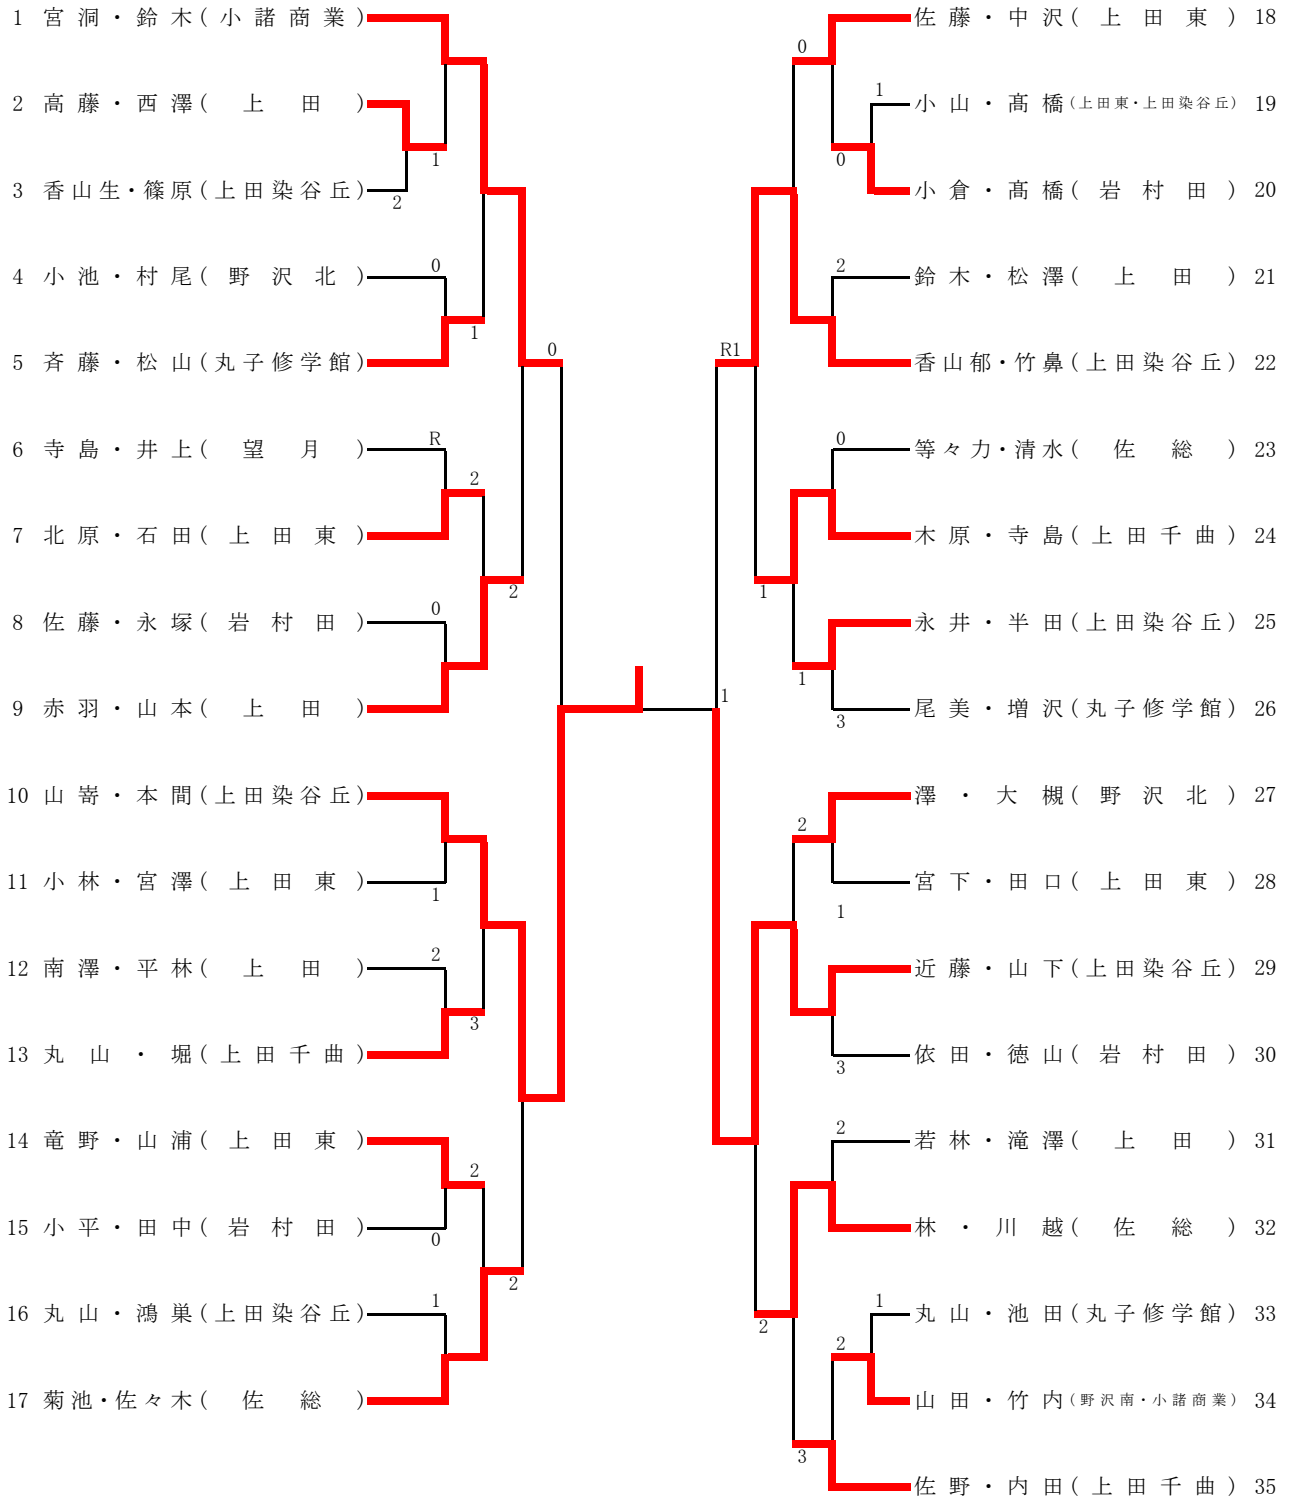 1 宮洞・鈴木(小諸商業)
2 高藤・西澤(上田)
1
3 香山生・篠原(上田染谷丘)
2
4 小池・村尾(野沢北)
0
1
5 斉藤・松山(丸子修学館)
0
6 寺島・井上(望月)
R
2
7 北原・石田(上田東)
2
8 佐藤・永塚(岩村田)
0
9 赤羽・山本(上田)
10 山嵜・本間(上田染谷丘)
11 小林・宮澤(上田東)
1
12 南澤・平林(上田)
2
3
13 丸山・堀(上田千曲)
14 竜野・山浦(上田東)
2
15 小平・田中(岩村田)
0
2
16 丸山・鴻巣(上田染谷丘)
1
17 菊池・佐々木(佐総)
佐藤・中沢(上田東) 18
0
1
小山・髙橋(上田東・上田染谷丘) 19
0
小倉・髙橋(岩村田) 20
2
鈴木・松澤(上田) 21
R1
香山郁・竹鼻(上田染谷丘) 22
0
等々力・清水(佐総) 23
木原・寺島(上田千曲) 24
1
永井・半田(上田染谷丘) 25
1
1
尾美・増沢(丸子修学館) 26
3
澤・大槻(野沢北) 27
2
宮下・田口(上田東) 28
1
近藤・山下(上田染谷丘) 29
依田・徳山(岩村田) 30
3
2
若林・滝澤(上田) 31
林・川越(佐総) 32
1
丸山・池田(丸子修学館) 33
2
2
山田・竹内(野沢南・小諸商業) 34
3
佐野・内田(上田千曲) 35